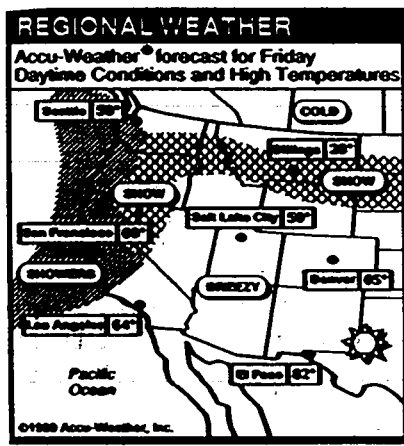 REGIONAL WEATHER
Accu-Weather® forecast for Friday
Daytime Conditions and High Temperatures
Seattle 50°
COLD
Billings 28°
SNOW
SNOW
Salt Lake City 59°
San Francisco 60°
SHOWERS
BREEZY
Denver 65°
Los Angeles 64°
El Paso 82°
Pacific
Ocean
©1989 Accu-Weather, Inc.